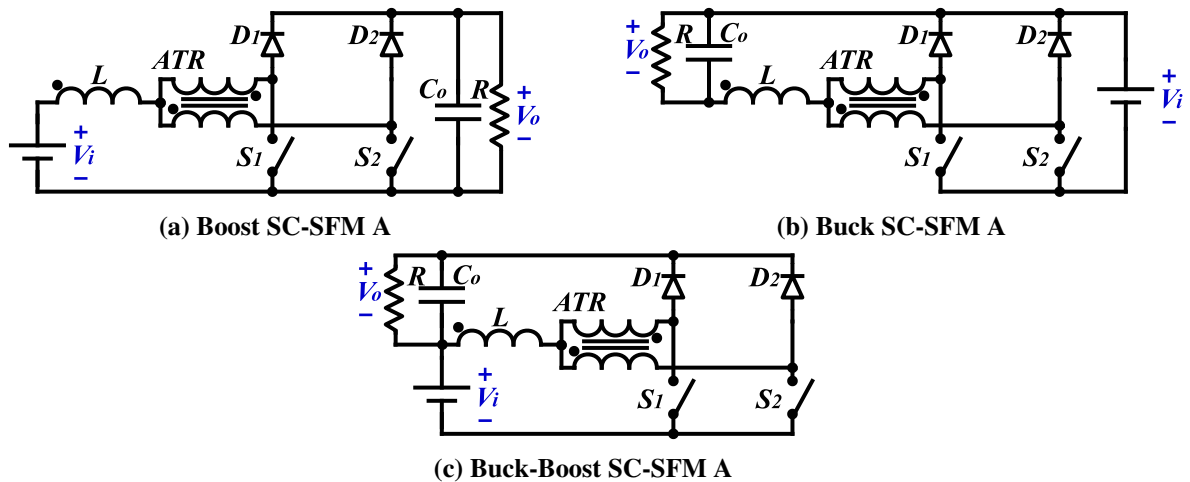 D1
D2
ATR
L
Co
R
+
Vo
−
+
Vi
−
S1
S2
(a) Boost SC-SFM A
+
Vo
−
R
Co
L
ATR
D1
D2
+
Vi
−
S1
S2
(b) Buck SC-SFM A
+
Vo
−
R
Co
L
ATR
D1
D2
+
Vi
−
S1
S2
(c) Buck-Boost SC-SFM A